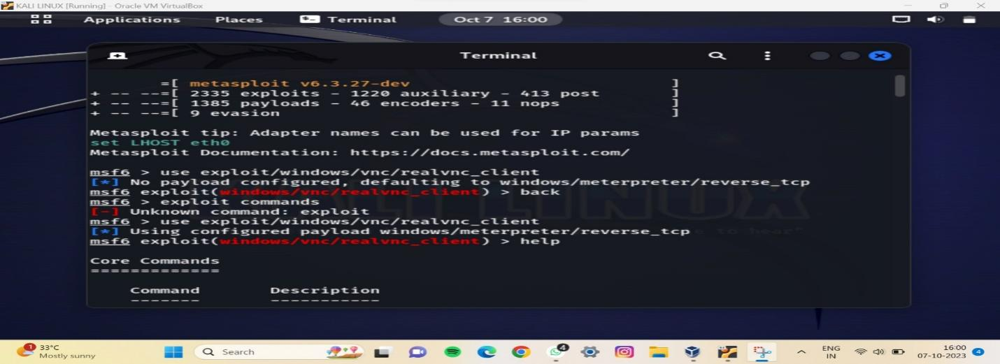 KALI LINUX [Running] - Oracle VM VirtualBox
Applications Places Terminal Oct 7 16:00
Terminal
=[ metasploit v6.3.27-dev ]
+ -- --=[ 2335 exploits - 1220 auxiliary - 413 post ]
+ -- --=[ 1385 payloads - 46 encoders - 11 nops ]
+ -- --=[ 9 evasion ]
Metasploit tip: Adapter names can be used for IP params
set LHOST eth0
Metasploit Documentation: https://docs.metasploit.com/
msf6 > use exploit/windows/vnc/realvnc_client
[*] No payload configured, defaulting to windows/meterpreter/reverse_tcp
msf6 exploit(windows/vnc/realvnc_client) > back
msf6 > exploit commands
[-] Unknown command: exploit
msf6 > use exploit/windows/vnc/realvnc_client
[*] Using configured payload windows/meterpreter/reverse_tcp
msf6 exploit(windows/vnc/realvnc_client) > help
Core Commands
=============
Command Description
------- -----------
1 33°C
Mostly sunny
Search
4
ENG
IN
16:00
07-10-2023
4